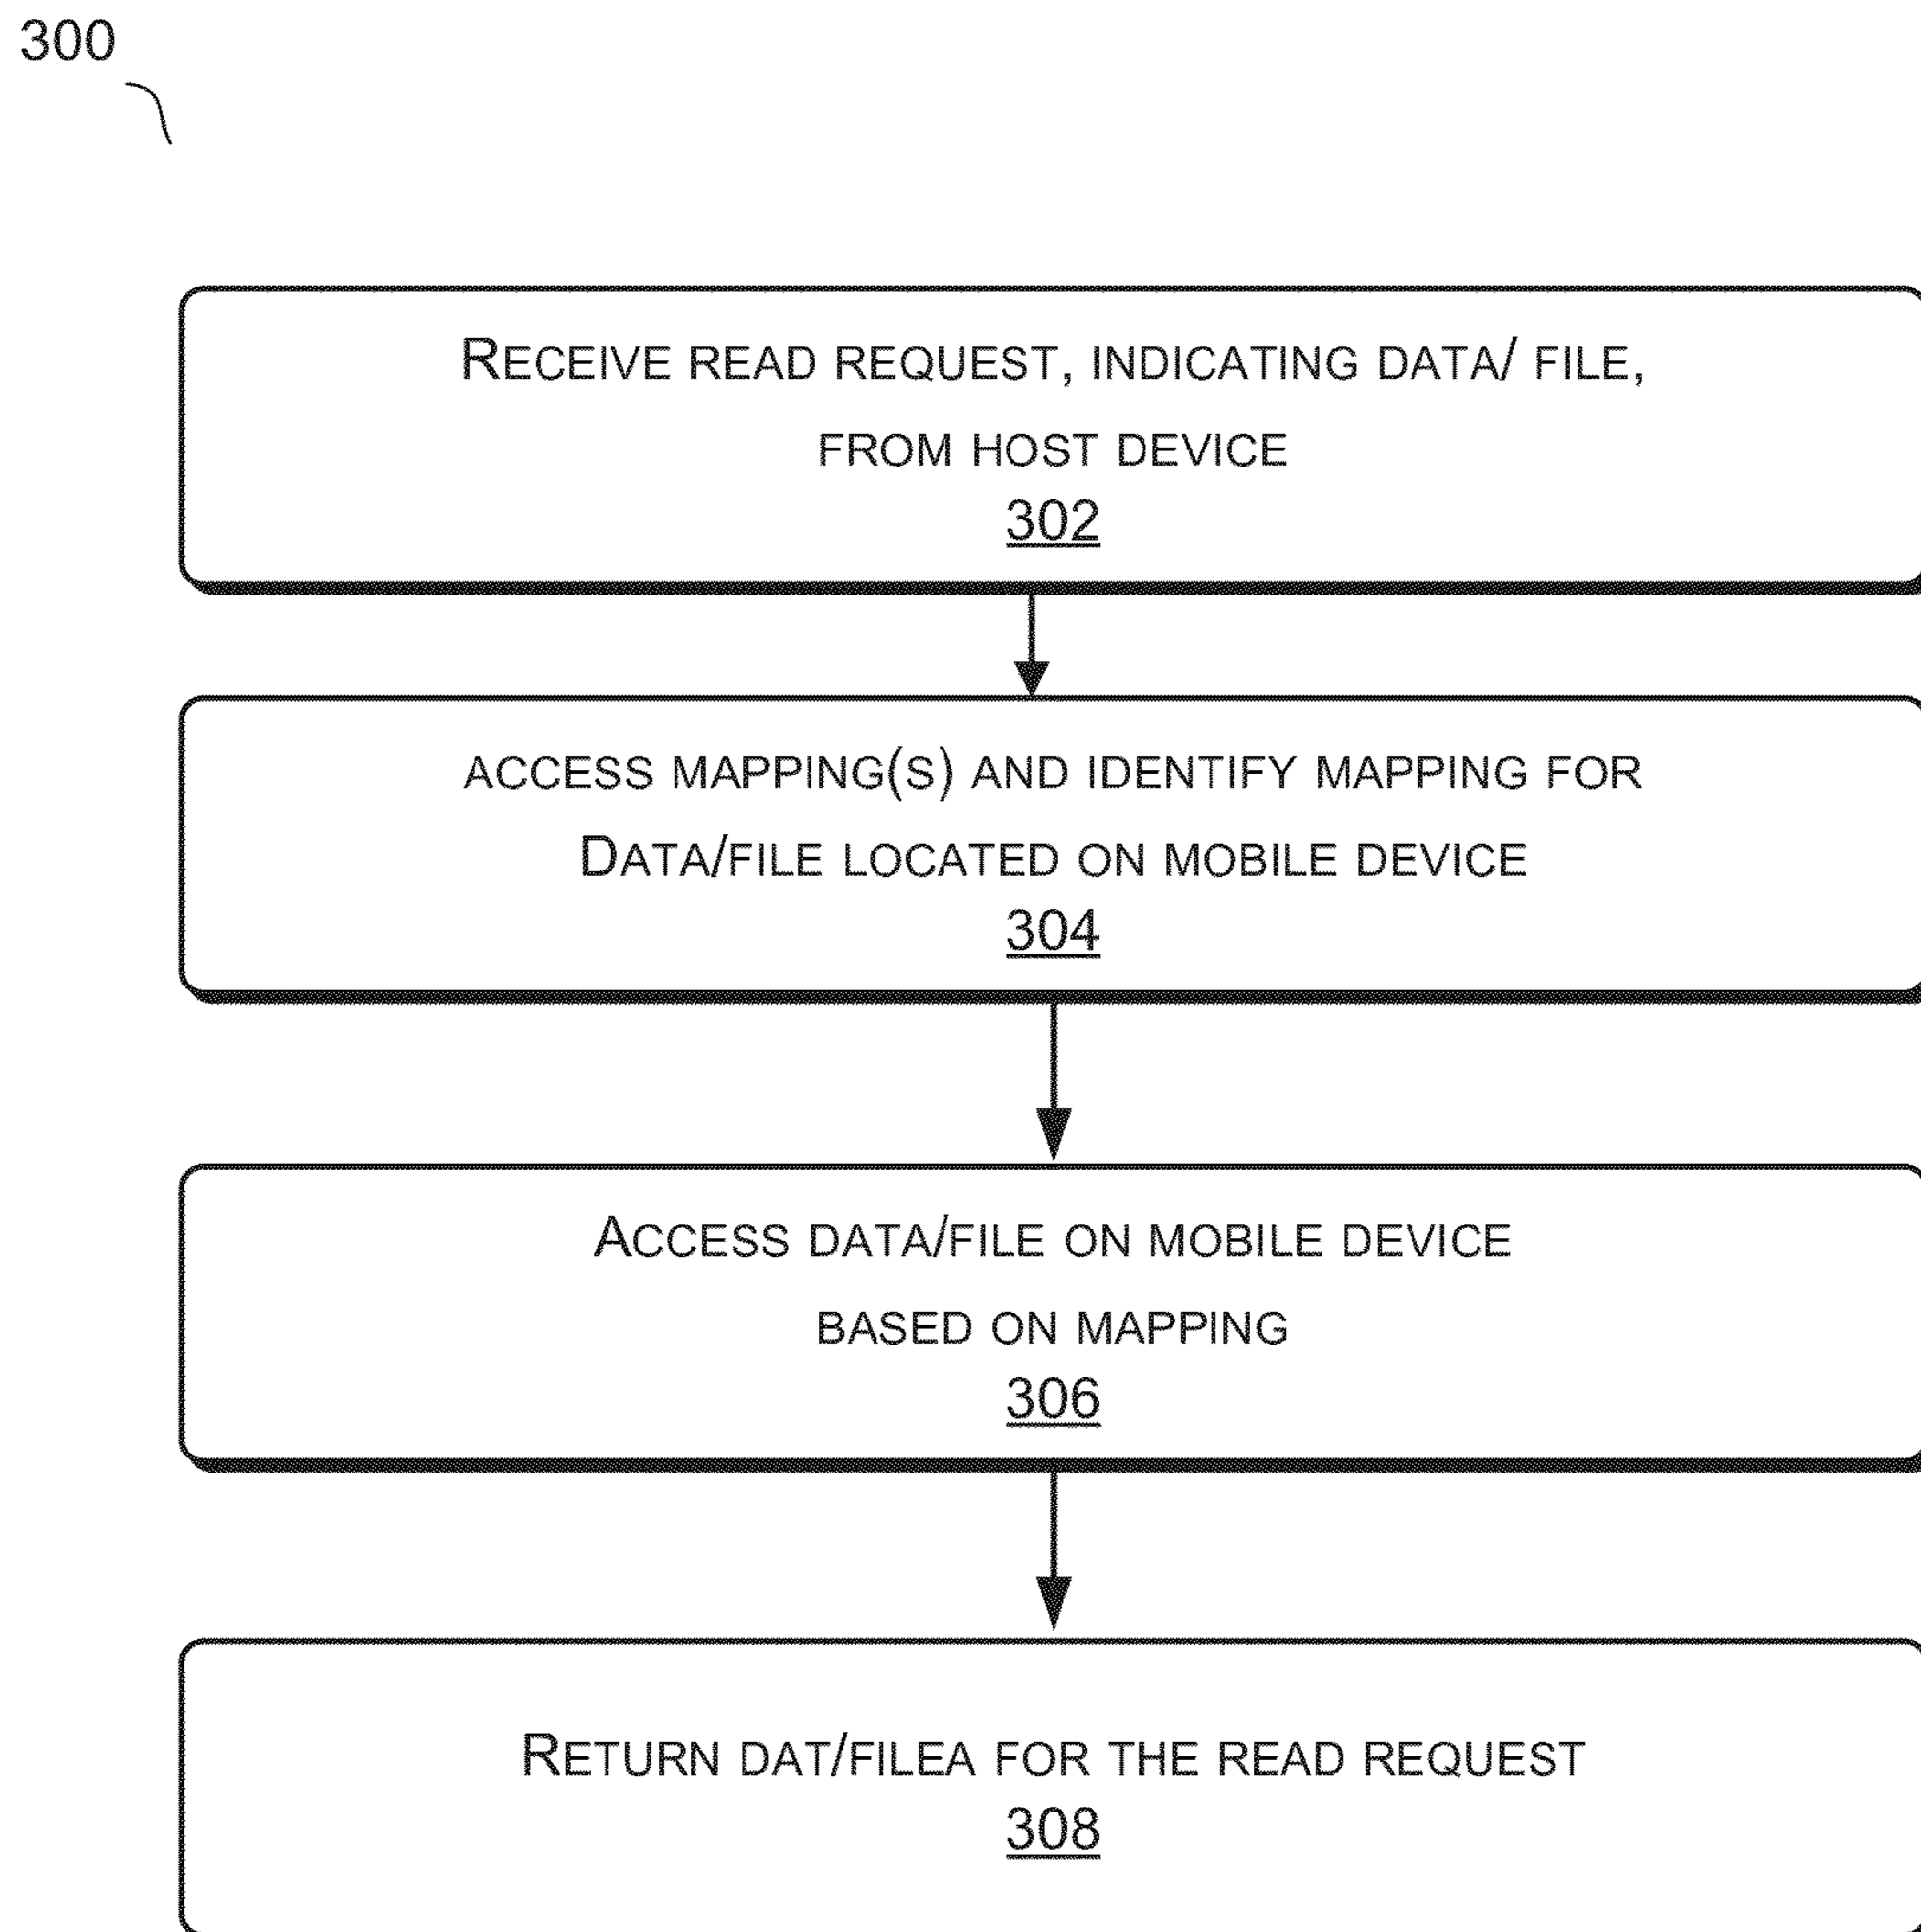 300
RECEIVE READ REQUEST, INDICATING DATA/ FILE,
FROM HOST DEVICE
302
ACCESS MAPPING(S) AND IDENTIFY MAPPING FOR
DATA/FILE LOCATED ON MOBILE DEVICE
304
ACCESS DATA/FILE ON MOBILE DEVICE
BASED ON MAPPING
306
RETURN DAT/FILEA FOR THE READ REQUEST
308